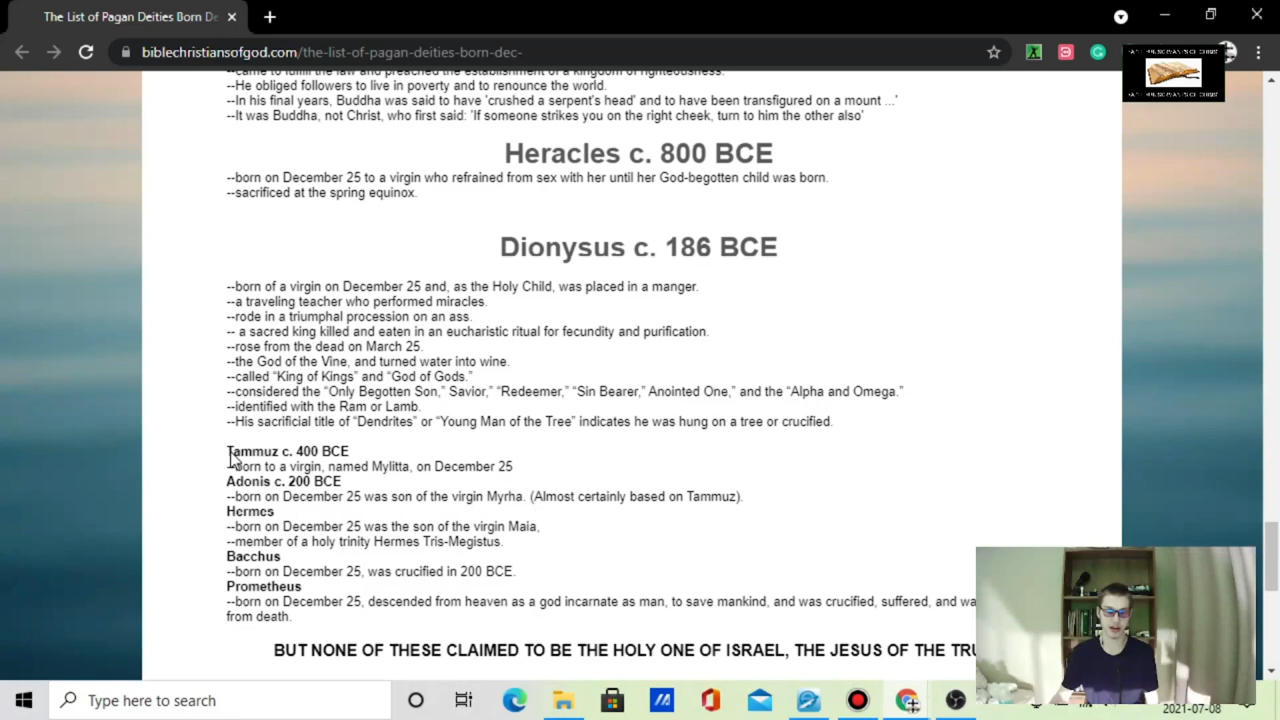 The List of Pagan Deities Born De
biblechristiansofgod.com/the-list-of-pagan-deities-born-dec-
--came to fulfill the law and preached the establishment of a kingdom of righteousness.
--He obliged followers to live in poverty and to renounce the world.
--In his final years, Buddha was said to have 'crushed a serpent's head' and to have been transfigured on a mount ...'
--It was Buddha, not Christ, who first said: 'If someone strikes you on the right cheek, turn to him the other also'
Heracles c. 800 BCE
--born on December 25 to a virgin who refrained from sex with her until her God-begotten child was born.
--sacrificed at the spring equinox.
Dionysus c. 186 BCE
--born of a virgin on December 25 and, as the Holy Child, was placed in a manger.
--a traveling teacher who performed miracles.
--rode in a triumphal procession on an ass.
-- a sacred king killed and eaten in an eucharistic ritual for fecundity and purification.
--rose from the dead on March 25.
--the God of the Vine, and turned water into wine.
--called “King of Kings” and “God of Gods.”
--considered the “Only Begotten Son,” Savior,” “Redeemer,” “Sin Bearer,” Anointed One,” and the “Alpha and Omega.”
--identified with the Ram or Lamb.
--His sacrificial title of “Dendrites” or “Young Man of the Tree” indicates he was hung on a tree or crucified.
Tammuz c. 400 BCE
--born to a virgin, named Mylitta, on December 25
Adonis c. 200 BCE
--born on December 25 was son of the virgin Myrha. (Almost certainly based on Tammuz).
Hermes
--born on December 25 was the son of the virgin Maia,
--member of a holy trinity Hermes Tris-Megistus.
Bacchus
--born on December 25, was crucified in 200 BCE.
Prometheus
--born on December 25, descended from heaven as a god incarnate as man, to save mankind, and was crucified, suffered, and wa
from death.
BUT NONE OF THESE CLAIMED TO BE THE HOLY ONE OF ISRAEL, THE JESUS OF THE TRU
Type here to search
2021-07-08